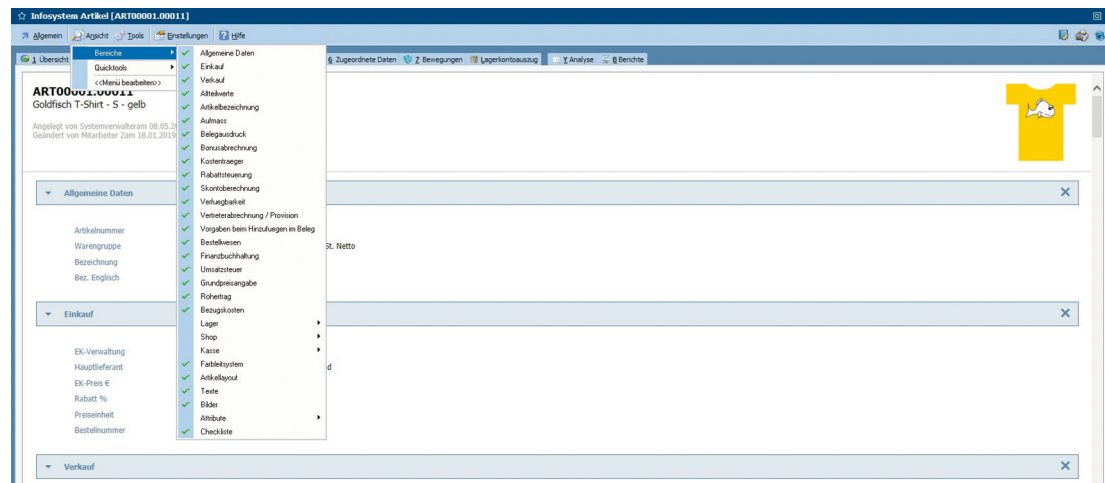 Infosystem Artikel [ART00001.00011]
Allgemein Ansicht Tools Einstellungen Hilfe
1 Übersicht 6 Zugeordnete Daten 7 Bewegungen Lagerkontoauszug Y Analyse 8 Berichte
Bereiche
Quicktools
<<Menü bearbeiten>>
Allgemeine Daten
Einkauf
Verkauf
Altteilwerte
Artikelbezeichnung
Aufmass
Belegausdruck
Bonusabrechnung
Kostentraeger
Rabattsteuerung
Skontoberechnung
Verfuegbarkeit
Vertreterabrechnung / Provision
Vorgaben beim Hinzufuegen im Beleg
Bestellwesen
Finanzbuchhaltung
Umsatzsteuer
Grundpreisangabe
Rohertrag
Bezugskosten
Lager
Shop
Kasse
Farbleitsystem
Artikellayout
Texte
Bilder
Attribute
Checkliste
ART00001.00011
Goldfisch T-Shirt - S - gelb
Angelegt von Systemverwalteram 08.05.2
Geändert von Mitarbeiter 2am 18.01.2019
Allgemeine Daten
Artikelnummer
Warengruppe St. Netto
Bezeichnung
Bez. Englisch
Einkauf
EK-Verwaltung
Hauptlieferant d
EK-Preis €
Rabatt %
Preiseinheit
Bestellnummer
Verkauf